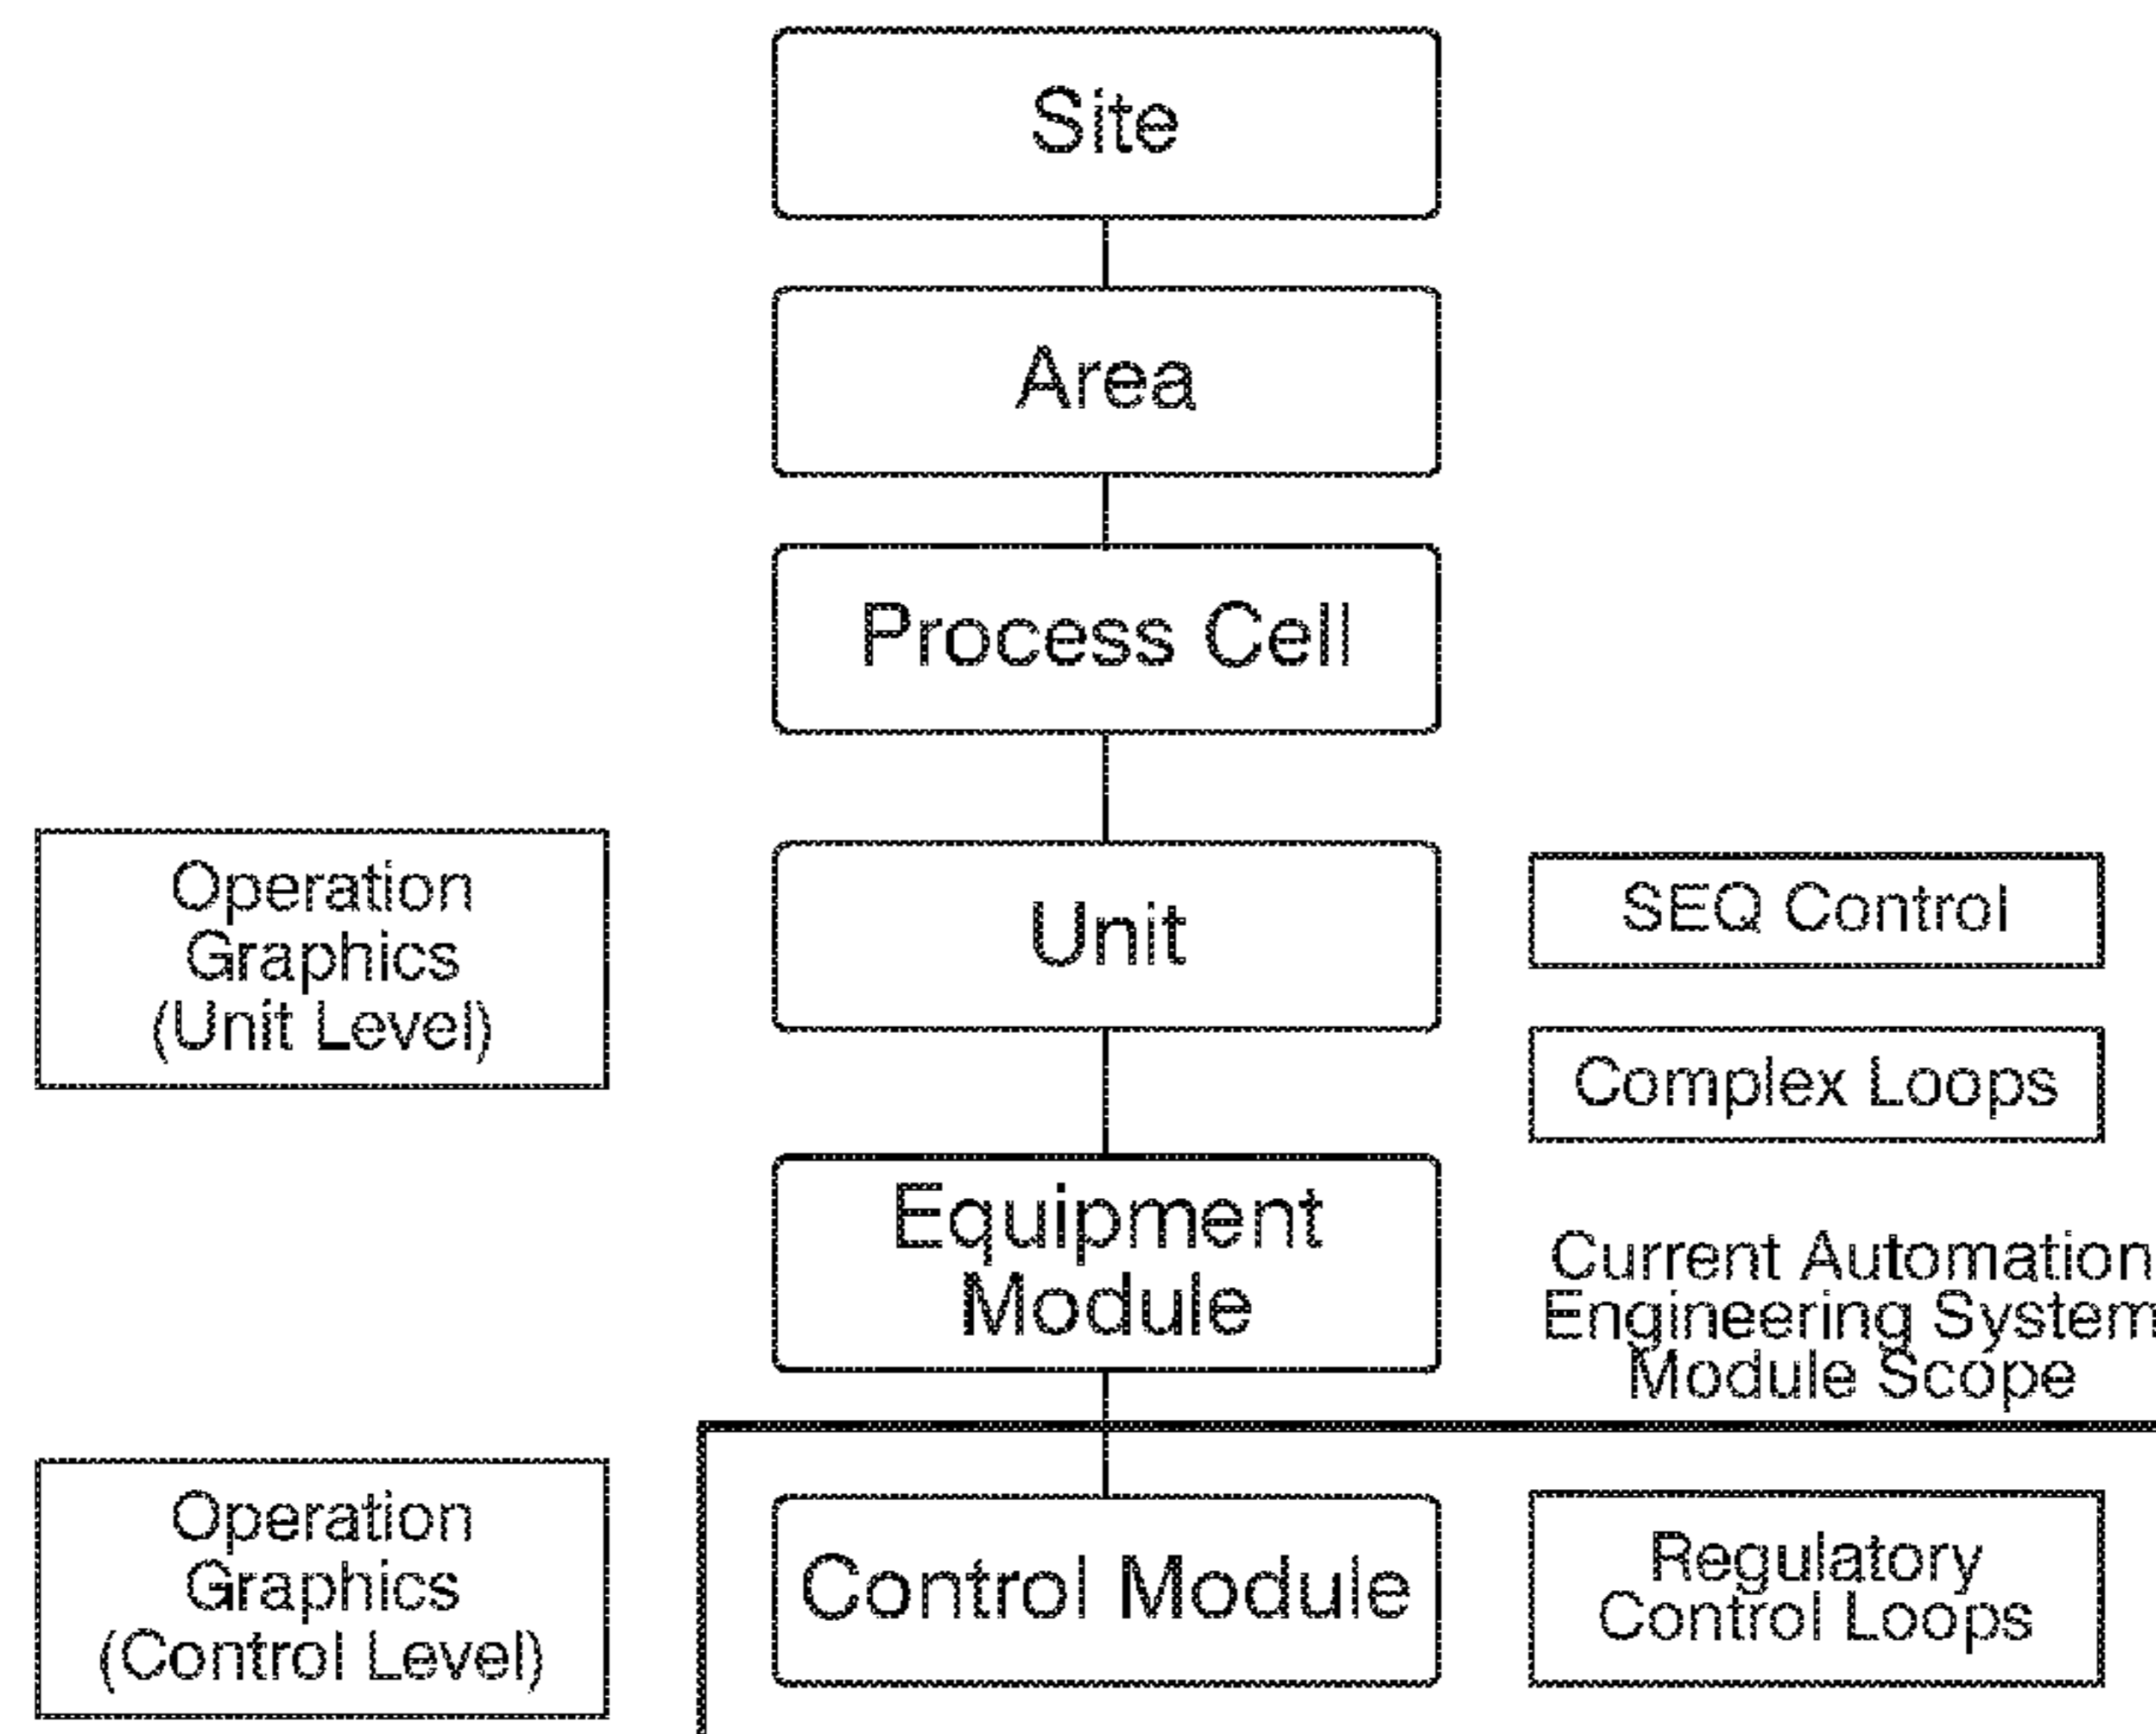 Site
Area
Process Cell
Operation
Graphics
(Unit Level)
Unit
SEQ Control
Complex Loops
Equipment
Module
Current Automation
Engineering System
Module Scope
Operation
Graphics
(Control Level)
Control Module
Regulatory
Control Loops